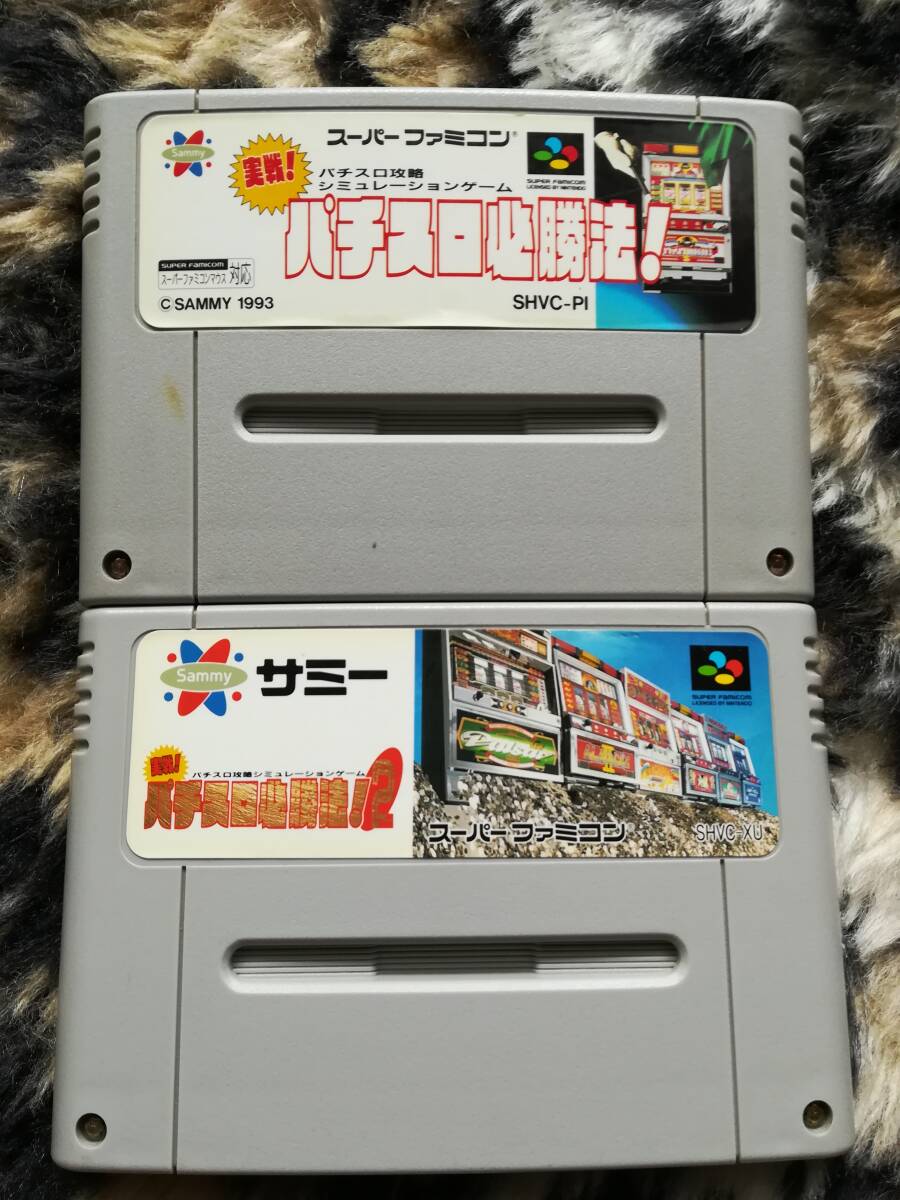 Sammy
実戦!
スーパーファミコン®
パチスロ攻略
シミュレーションゲーム
パチスロ必勝法!
SUPER FAMICOM
LICENSED BY NINTENDO
SUPER FAMICOM
スーパーファミコンマウス 対応
© SAMMY 1993
SHVC-PI
Sammy
サミー
SUPER FAMICOM
LICENSED BY NINTENDO
実戦!
パチスロ攻略シミュレーションゲーム
パチスロ必勝法!2
スーパーファミコン
SHVC-XU